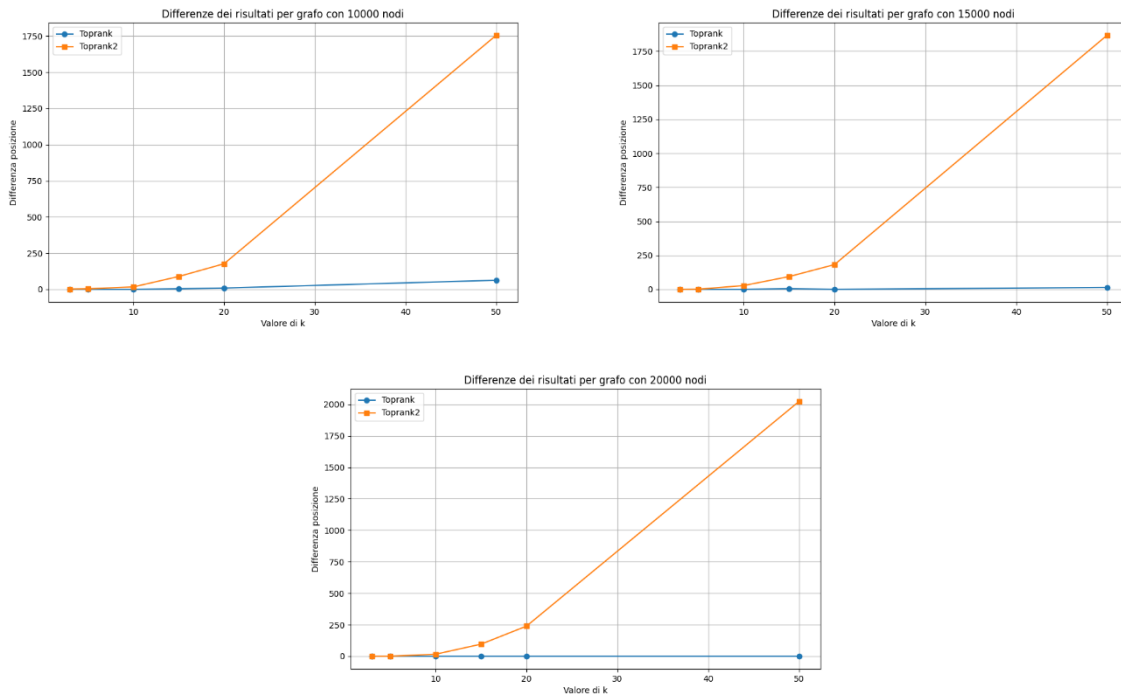 Differenze dei risultati per grafo con 10000 nodi
Toprank
Toprank2
1750
1500
1250
1000
750
500
250
0
Differenza posizione
10
20
30
40
50
Valore di k
Differenze dei risultati per grafo con 15000 nodi
Toprank
Toprank2
1750
1500
1250
1000
750
500
250
0
Differenza posizione
10
20
30
40
50
Valore di k
Differenze dei risultati per grafo con 20000 nodi
Toprank
Toprank2
2000
1750
1500
1250
1000
750
500
250
0
Differenza posizione
10
20
30
40
50
Valore di k